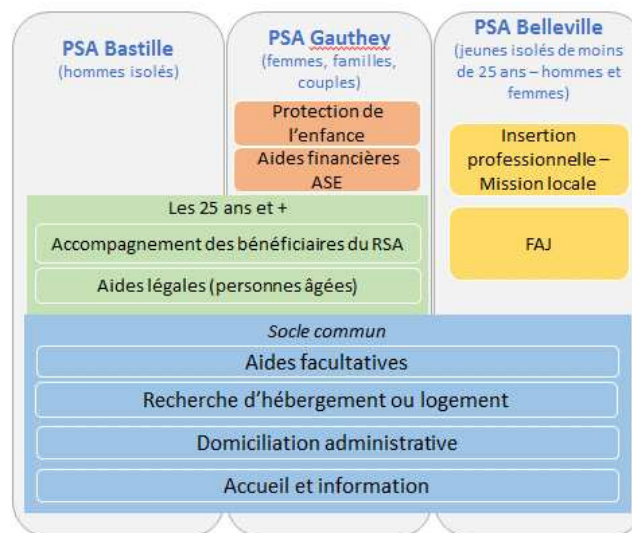 PSA Bastille
(hommes isolés)
PSA Gauthey
(femmes, familles,
couples)
PSA Belleville
(jeunes isolés de moins
de 25 ans – hommes et
femmes)
Protection de
l'enfance
Aides financières
ASE
Insertion
professionnelle –
Mission locale
FAJ
Les 25 ans et +
Accompagnement des bénéficiaires du RSA
Aides légales (personnes âgées)
Socle commun
Aides facultatives
Recherche d'hébergement ou logement
Domiciliation administrative
Accueil et information